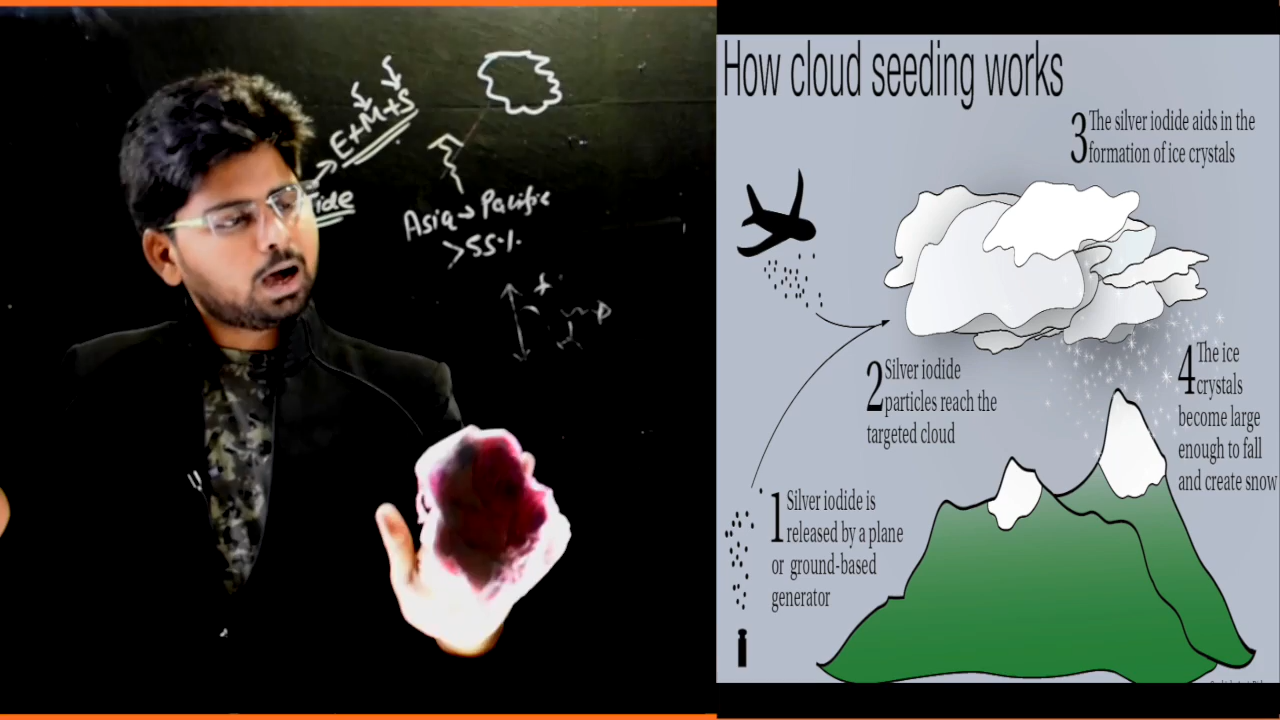 E+M+S
Tide
Asia → Pacific
>55%
How cloud seeding works
3 The silver iodide aids in the
formation of ice crystals
2 Silver iodide
particles reach the
targeted cloud
4 The ice
crystals
become large
enough to fall
and create snow
1 Silver iodide is
released by a plane
or ground-based
generator